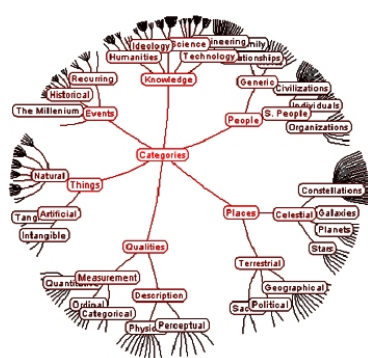 Ideology
Science
Humanities
Technology
Knowledge
Recurring
Historical
The Millenium
Events
Generic
Civilizations
Individuals
People
S. People
Organizations
Categories
Natural
Things
Artificial
Intangible
Constellations
Places
Celestial
Galaxies
Planets
Stars
Qualities
Terrestrial
Measurement
Geographical
Description
Political
Categorical
Perceptual